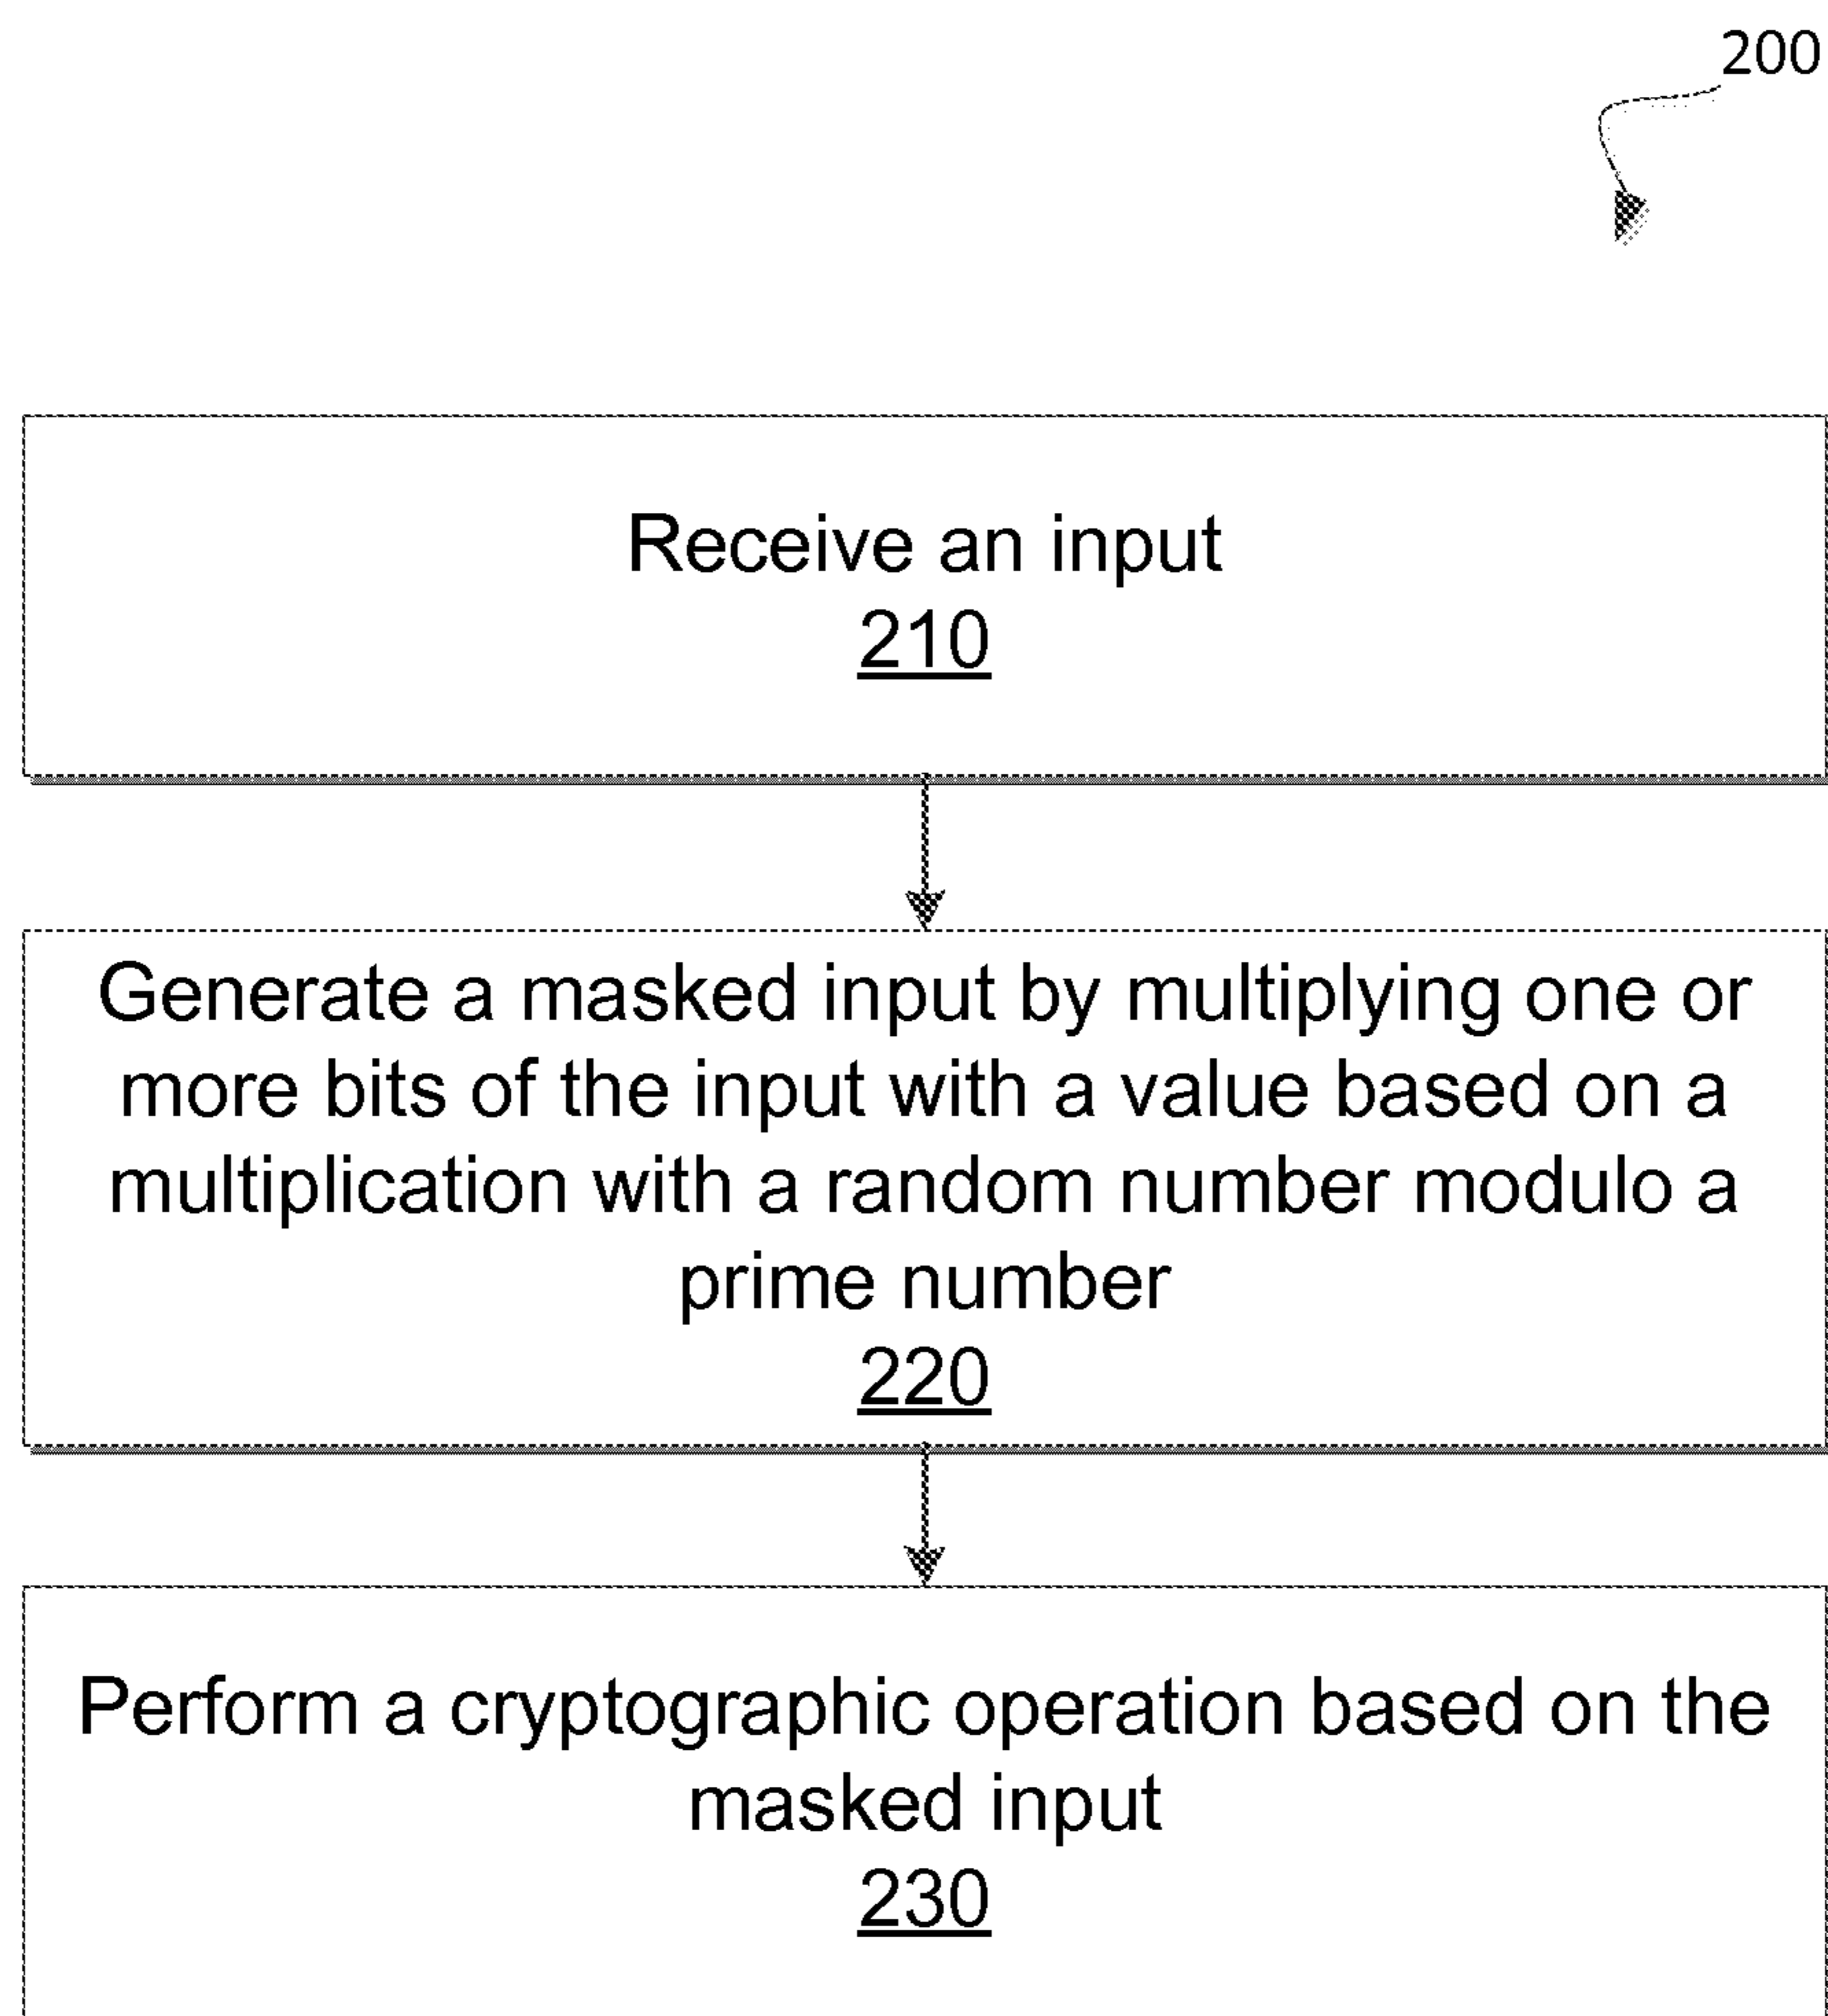 200
Receive an input
210
Generate a masked input by multiplying one or
more bits of the input with a value based on a
multiplication with a random number modulo a
prime number
220
Perform a cryptographic operation based on the
masked input
230